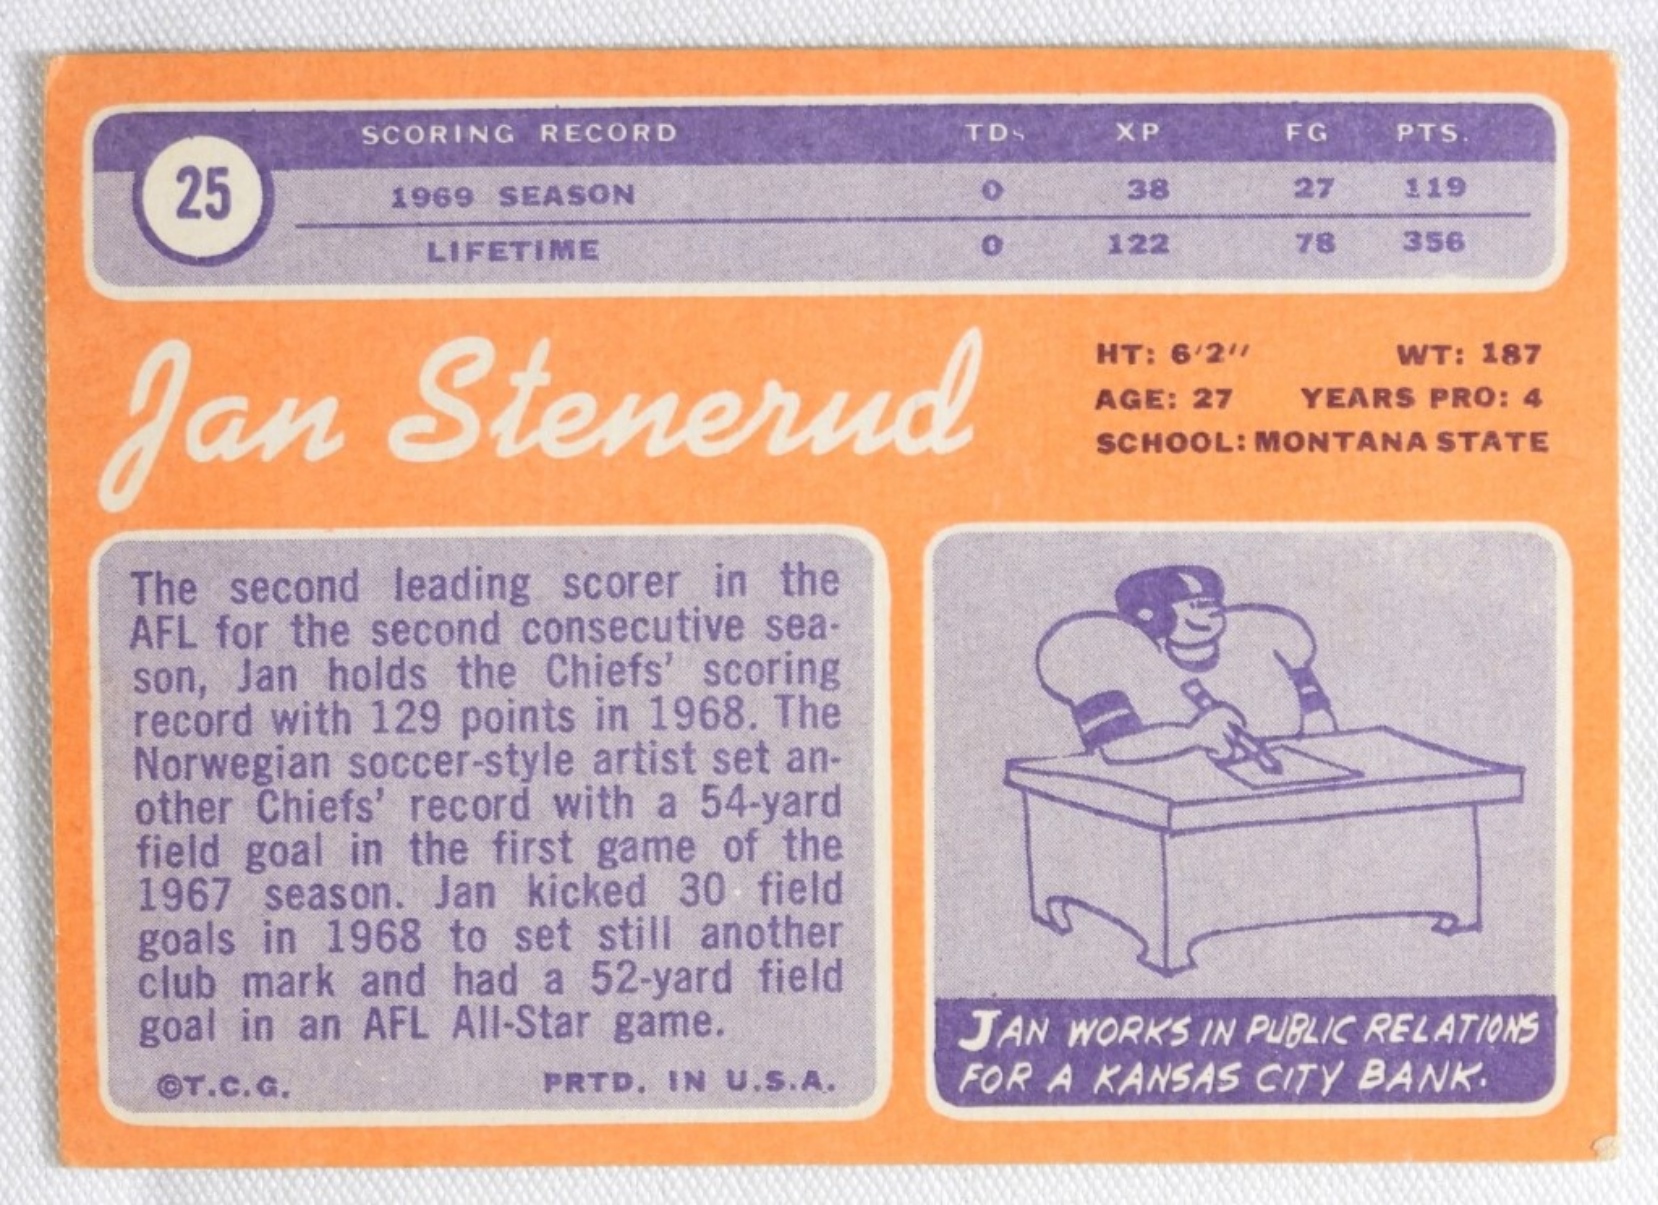 SCORING RECORD TDs XP FG PTS.
25
1969 SEASON 0 38 27 119
LIFETIME 0 122 78 356
Jan Stenerud
HT: 6'2" WT: 187
AGE: 27 YEARS PRO: 4
SCHOOL: MONTANA STATE
The second leading scorer in the
AFL for the second consecutive sea-
son, Jan holds the Chiefs' scoring
record with 129 points in 1968. The
Norwegian soccer-style artist set an-
other Chiefs' record with a 54-yard
field goal in the first game of the
1967 season. Jan kicked 30 field
goals in 1968 to set still another
club mark and had a 52-yard field
goal in an AFL All-Star game.
©T.C.G. PRTD. IN U.S.A.
JAN WORKS IN PUBLIC RELATIONS
FOR A KANSAS CITY BANK.